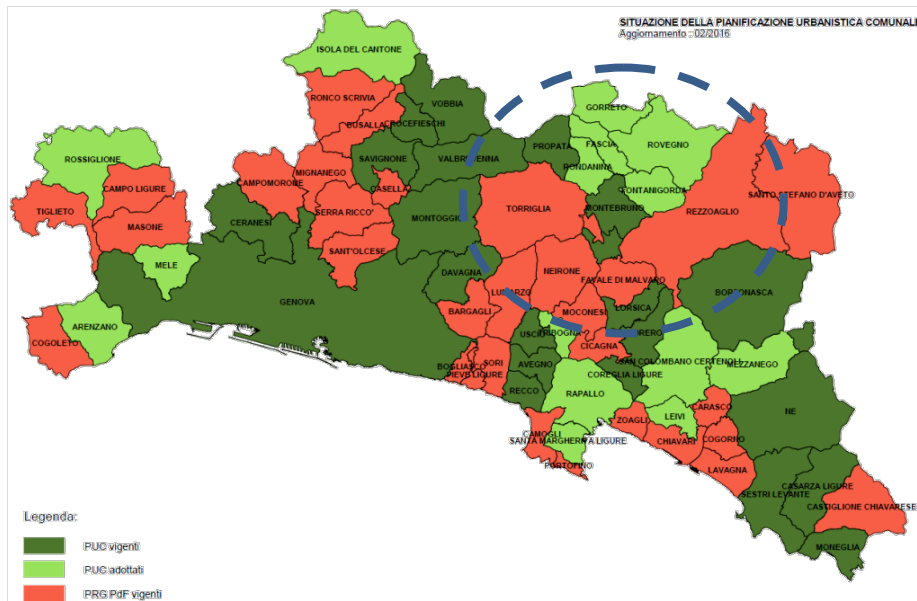 SITUAZIONE DELLA PIANIFICAZIONE URBANISTICA COMUNALE
Aggiornamento : 02/2016
ISOLA DEL CANTONE
RONCO SCRIVIA
VOBBIA
GORRETO
BUSALLA
CROCEFIESCHI
ROSSIGLIONE
SAVIGNONE
VALBREVENNA
PROPATA
FASCIA
ROVEGNO
RONDANINA
CAMPO LIGURE
CAMPOMORONE
MIGNANEGO
CASELLA
FONTANIGORDA
SANTO STEFANO D'AVETO
TIGLIETO
CERANESI
SERRA RICCO'
MONTOGGIO
TORRIGLIA
MONTEBRUNO
REZZOAGLIO
MASONE
SANT'OLCESE
MELE
DAVAGNA
NEIRONE
FAVALE DI MALVARO
BORZONASCA
GENOVA
LUMARZO
LORSICA
BARGAGLI
MOCONESI
ARENZANO
USCIO
ORERO
COGOLETO
CICAGNA
SAN COLOMBANO CERTENOLI
MEZZANEGO
BOGLIASCO
SORI
AVEGNO
COREGLIA LIGURE
PIEVE LIGURE
RECCO
RAPALLO
CARASCO
NE
LEIVI
CAMOGLI
ZOAGLI
SANTA MARGHERITA LIGURE
CHIAVARI
COGORNO
PORTOFINO
LAVAGNA
CASARZA LIGURE
SESTRI LEVANTE
CASTIGLIONE CHIAVARESE
MONEGLIA
Legenda:
PUC vigenti
PUC adottati
PRG PdF vigenti